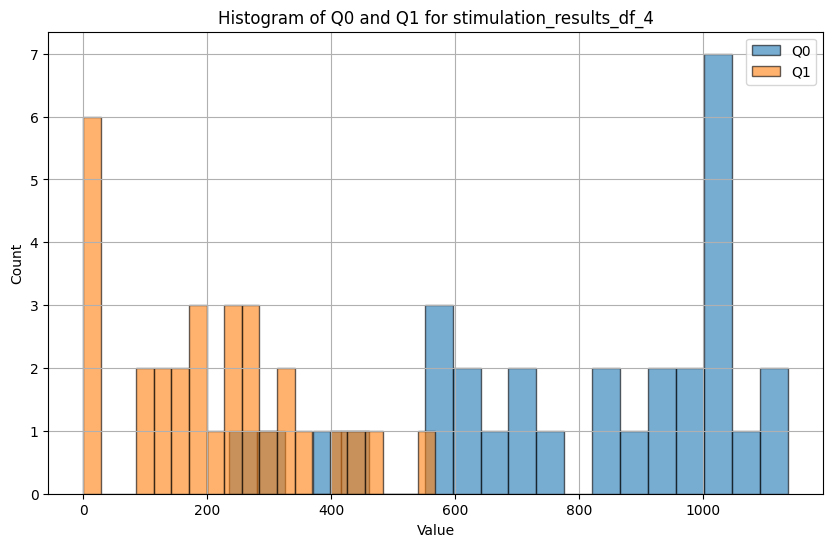 Histogram of Q0 and Q1 for stimulation_results_df_4
Q0
Q1
7
6
5
4
3
2
1
0
Count
0 200 400 600 800 1000
Value